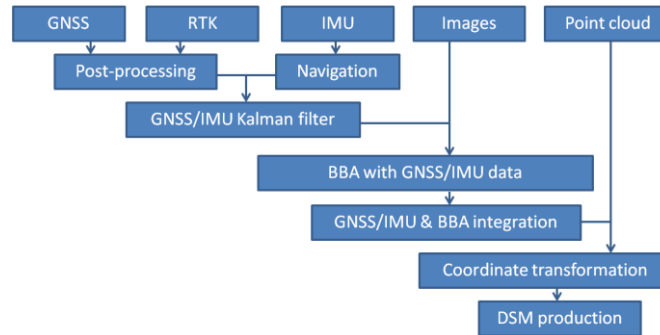 GNSS
RTK
IMU
Images
Point cloud
Post-processing
Navigation
GNSS/IMU Kalman filter
BBA with GNSS/IMU data
GNSS/IMU & BBA integration
Coordinate transformation
DSM production